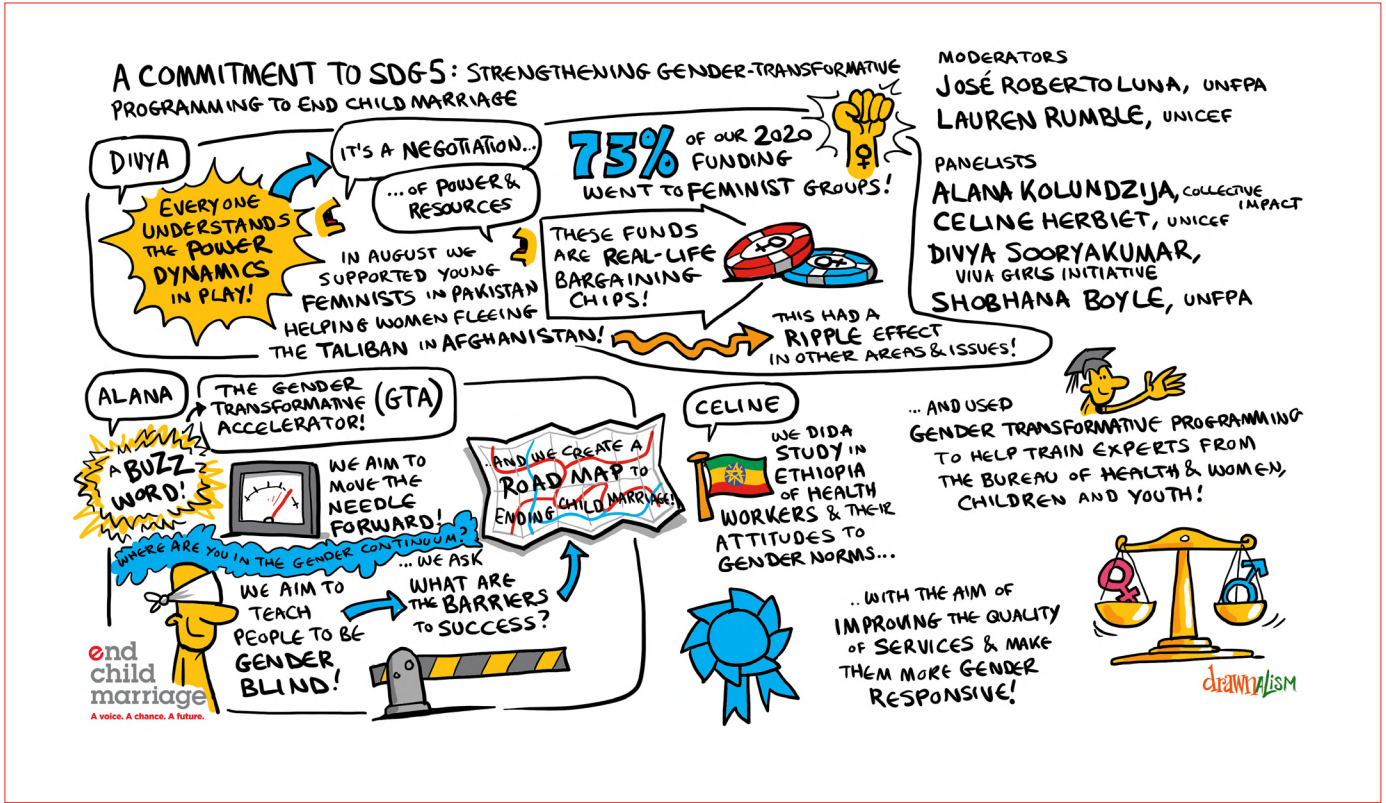 A COMMITMENT TO SDG5: STRENGTHENING GENDER-TRANSFORMATIVE
PROGRAMMING TO END CHILD MARRIAGE
MODERATORS
JOSÉ ROBERTO LUNA, UNFPA
LAUREN RUMBLE, UNICEF
PANELISTS
ALANA KOLUNDZIJA, COLLECTIVE
IMPACT
CELINE HERBIET, UNICEF
DIVYA SOORYAKUMAR,
VIVA GIRLS INITIATIVE
SHOBHANA BOYLE, UNFPA
DIVYA
EVERYONE
UNDERSTANDS
THE POWER
DYNAMICS
IN PLAY!
IT'S A NEGOTIATION...
...OF POWER &
RESOURCES
IN AUGUST WE
SUPPORTED YOUNG
FEMINISTS IN PAKISTAN
HELPING WOMEN FLEEING
THE TALIBAN IN AFGHANISTAN!
73% OF OUR 2020
FUNDING
WENT TO FEMINIST GROUPS!
THESE FUNDS
ARE REAL-LIFE
BARGAINING
CHIPS!
THIS HAD A
RIPPLE EFFECT
IN OTHER AREAS & ISSUES!
ALANA
A BUZZ
WORD!
THE GENDER
TRANSFORMATIVE (GTA)
ACCELERATOR!
WE AIM TO
MOVE THE
NEEDLE
FORWARD!
WHERE ARE YOU IN THE GENDER CONTINUUM?
WE AIM TO
TEACH
PEOPLE TO BE
GENDER
BLIND!
...WE ASK
WHAT ARE
THE BARRIERS
TO SUCCESS?
...AND WE CREATE A
ROAD MAP TO
ENDING CHILD MARRIAGE!
CELINE
WE DID A
STUDY IN
ETHIOPIA
OF HEALTH
WORKERS & THEIR
ATTITUDES TO
GENDER NORMS...
...AND USED
GENDER TRANSFORMATIVE PROGRAMMING
TO HELP TRAIN EXPERTS FROM
THE BUREAU OF HEALTH & WOMEN,
CHILDREN AND YOUTH!
..WITH THE AIM OF
IMPROVING THE QUALITY
OF SERVICES & MAKE
THEM MORE GENDER
RESPONSIVE!
end
child
marriage
A voice. A chance. A future.
drawnALISM